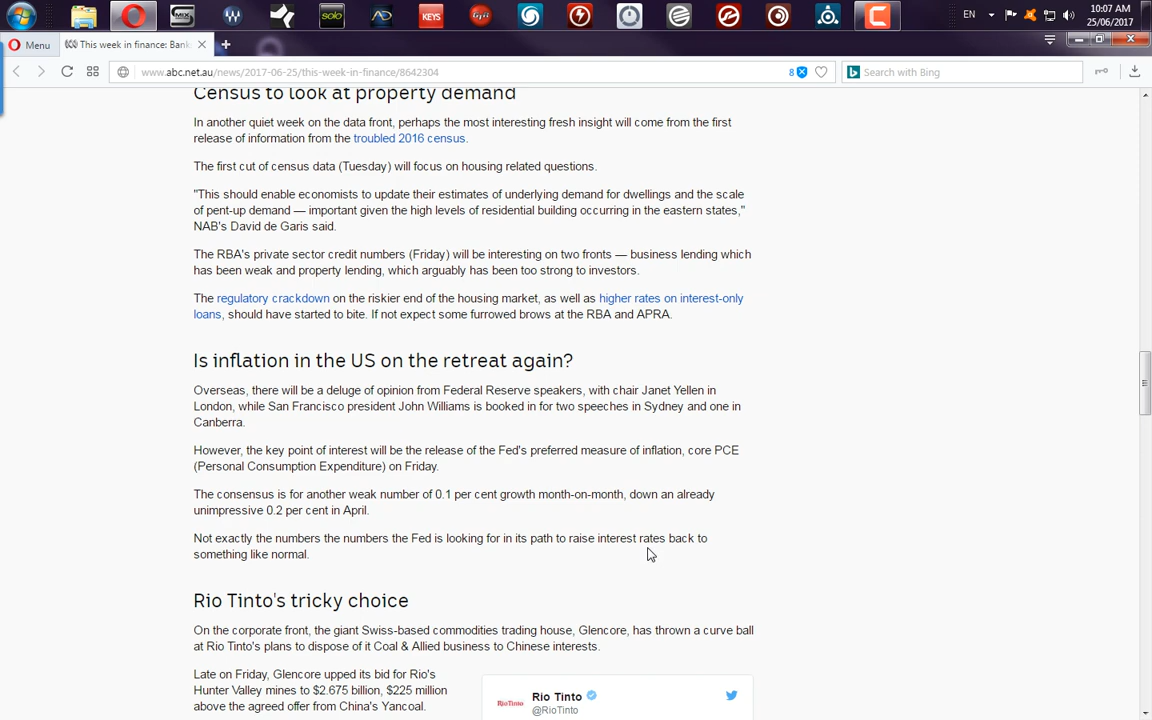 MIX
solo
AD
KEYS
EN
10:07 AM
25/06/2017
Menu
This week in finance: Bank
www.abc.net.au/news/2017-06-25/this-week-in-finance/8642304
8
Search with Bing
Census to look at property demand
In another quiet week on the data front, perhaps the most interesting fresh insight will come from the first
release of information from the troubled 2016 census.
The first cut of census data (Tuesday) will focus on housing related questions.
"This should enable economists to update their estimates of underlying demand for dwellings and the scale
of pent-up demand — important given the high levels of residential building occurring in the eastern states,"
NAB's David de Garis said.
The RBA's private sector credit numbers (Friday) will be interesting on two fronts — business lending which
has been weak and property lending, which arguably has been too strong to investors.
The regulatory crackdown on the riskier end of the housing market, as well as higher rates on interest-only
loans, should have started to bite. If not expect some furrowed brows at the RBA and APRA.
Is inflation in the US on the retreat again?
Overseas, there will be a deluge of opinion from Federal Reserve speakers, with chair Janet Yellen in
London, while San Francisco president John Williams is booked in for two speeches in Sydney and one in
Canberra.
However, the key point of interest will be the release of the Fed's preferred measure of inflation, core PCE
(Personal Consumption Expenditure) on Friday.
The consensus is for another weak number of 0.1 per cent growth month-on-month, down an already
unimpressive 0.2 per cent in April.
Not exactly the numbers the numbers the Fed is looking for in its path to raise interest rates back to
something like normal.
Rio Tinto's tricky choice
On the corporate front, the giant Swiss-based commodities trading house, Glencore, has thrown a curve ball
at Rio Tinto's plans to dispose of it Coal & Allied business to Chinese interests.
Late on Friday, Glencore upped its bid for Rio's
Hunter Valley mines to $2.675 billion, $225 million
above the agreed offer from China's Yancoal.
RioTinto
Rio Tinto
@RioTinto